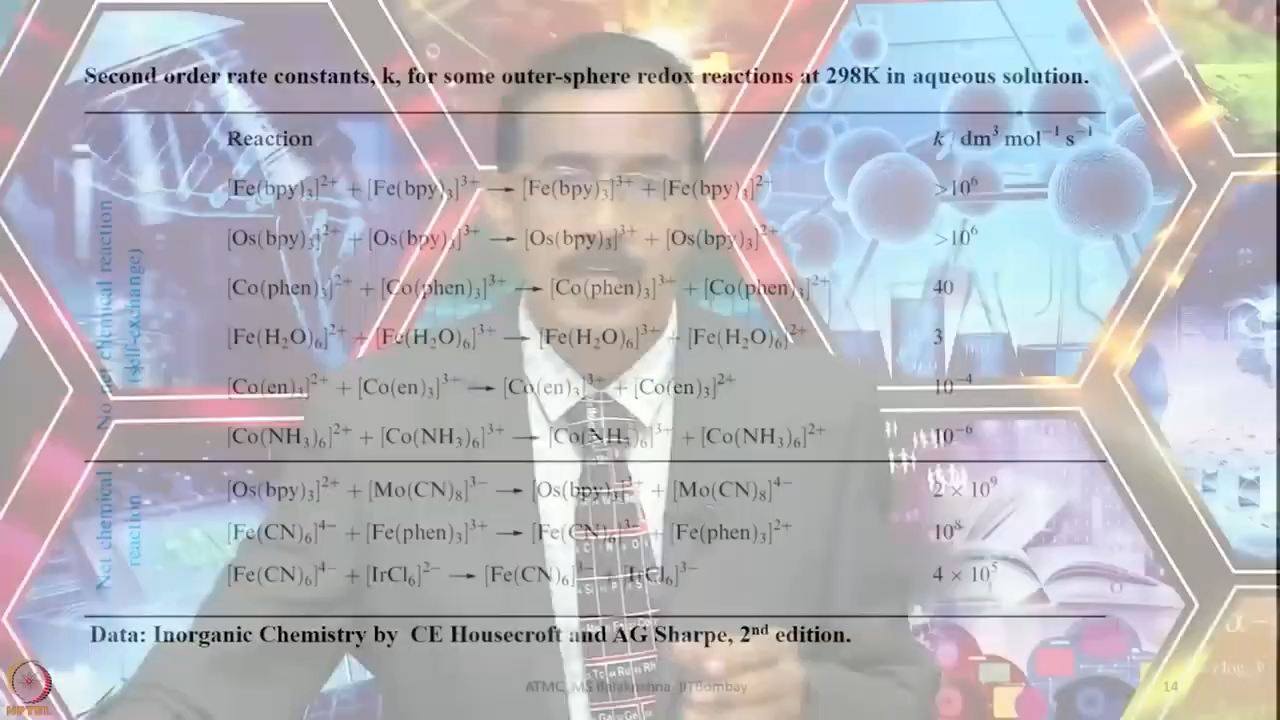 Second order rate constants, k, for some outer-sphere redox reactions at 298K in aqueous solution.
Reaction k / dm³ mol⁻¹ s⁻¹
No net chemical reaction (self-exchange)
[Fe(bpy)₃]²⁺ + [Fe(bpy)₃]³⁺ → [Fe(bpy)₃]³⁺ + [Fe(bpy)₃]²⁺ >10⁶
[Os(bpy)₃]²⁺ + [Os(bpy)₃]³⁺ → [Os(bpy)₃]³⁺ + [Os(bpy)₃]²⁺ >10⁶
[Co(phen)₃]²⁺ + [Co(phen)₃]³⁺ → [Co(phen)₃]³⁺ + [Co(phen)₃]²⁺ 40
[Fe(H₂O)₆]²⁺ + [Fe(H₂O)₆]³⁺ → [Fe(H₂O)₆]³⁺ + [Fe(H₂O)₆]²⁺ 3
[Co(en)₃]²⁺ + [Co(en)₃]³⁺ → [Co(en)₃]³⁺ + [Co(en)₃]²⁺ 10⁻⁴
[Co(NH₃)₆]²⁺ + [Co(NH₃)₆]³⁺ → [Co(NH₃)₆]³⁺ + [Co(NH₃)₆]²⁺ 10⁻⁶
Net chemical reaction
[Os(bpy)₃]²⁺ + [Mo(CN)₈]³⁻ → [Os(bpy)₃]³⁺ + [Mo(CN)₈]⁴⁻ 2 × 10⁹
[Fe(CN)₆]⁴⁻ + [Fe(phen)₃]³⁺ → [Fe(CN)₆]³⁻ + [Fe(phen)₃]²⁺ 10⁸
[Fe(CN)₆]⁴⁻ + [IrCl₆]²⁻ → [Fe(CN)₆]³⁻ + [IrCl₆]³⁻ 4 × 10⁵
Data: Inorganic Chemistry by CE Housecroft and AG Sharpe, 2nd edition.
ATMC, MS Balakrishna, IITBombay 14
NPTEL